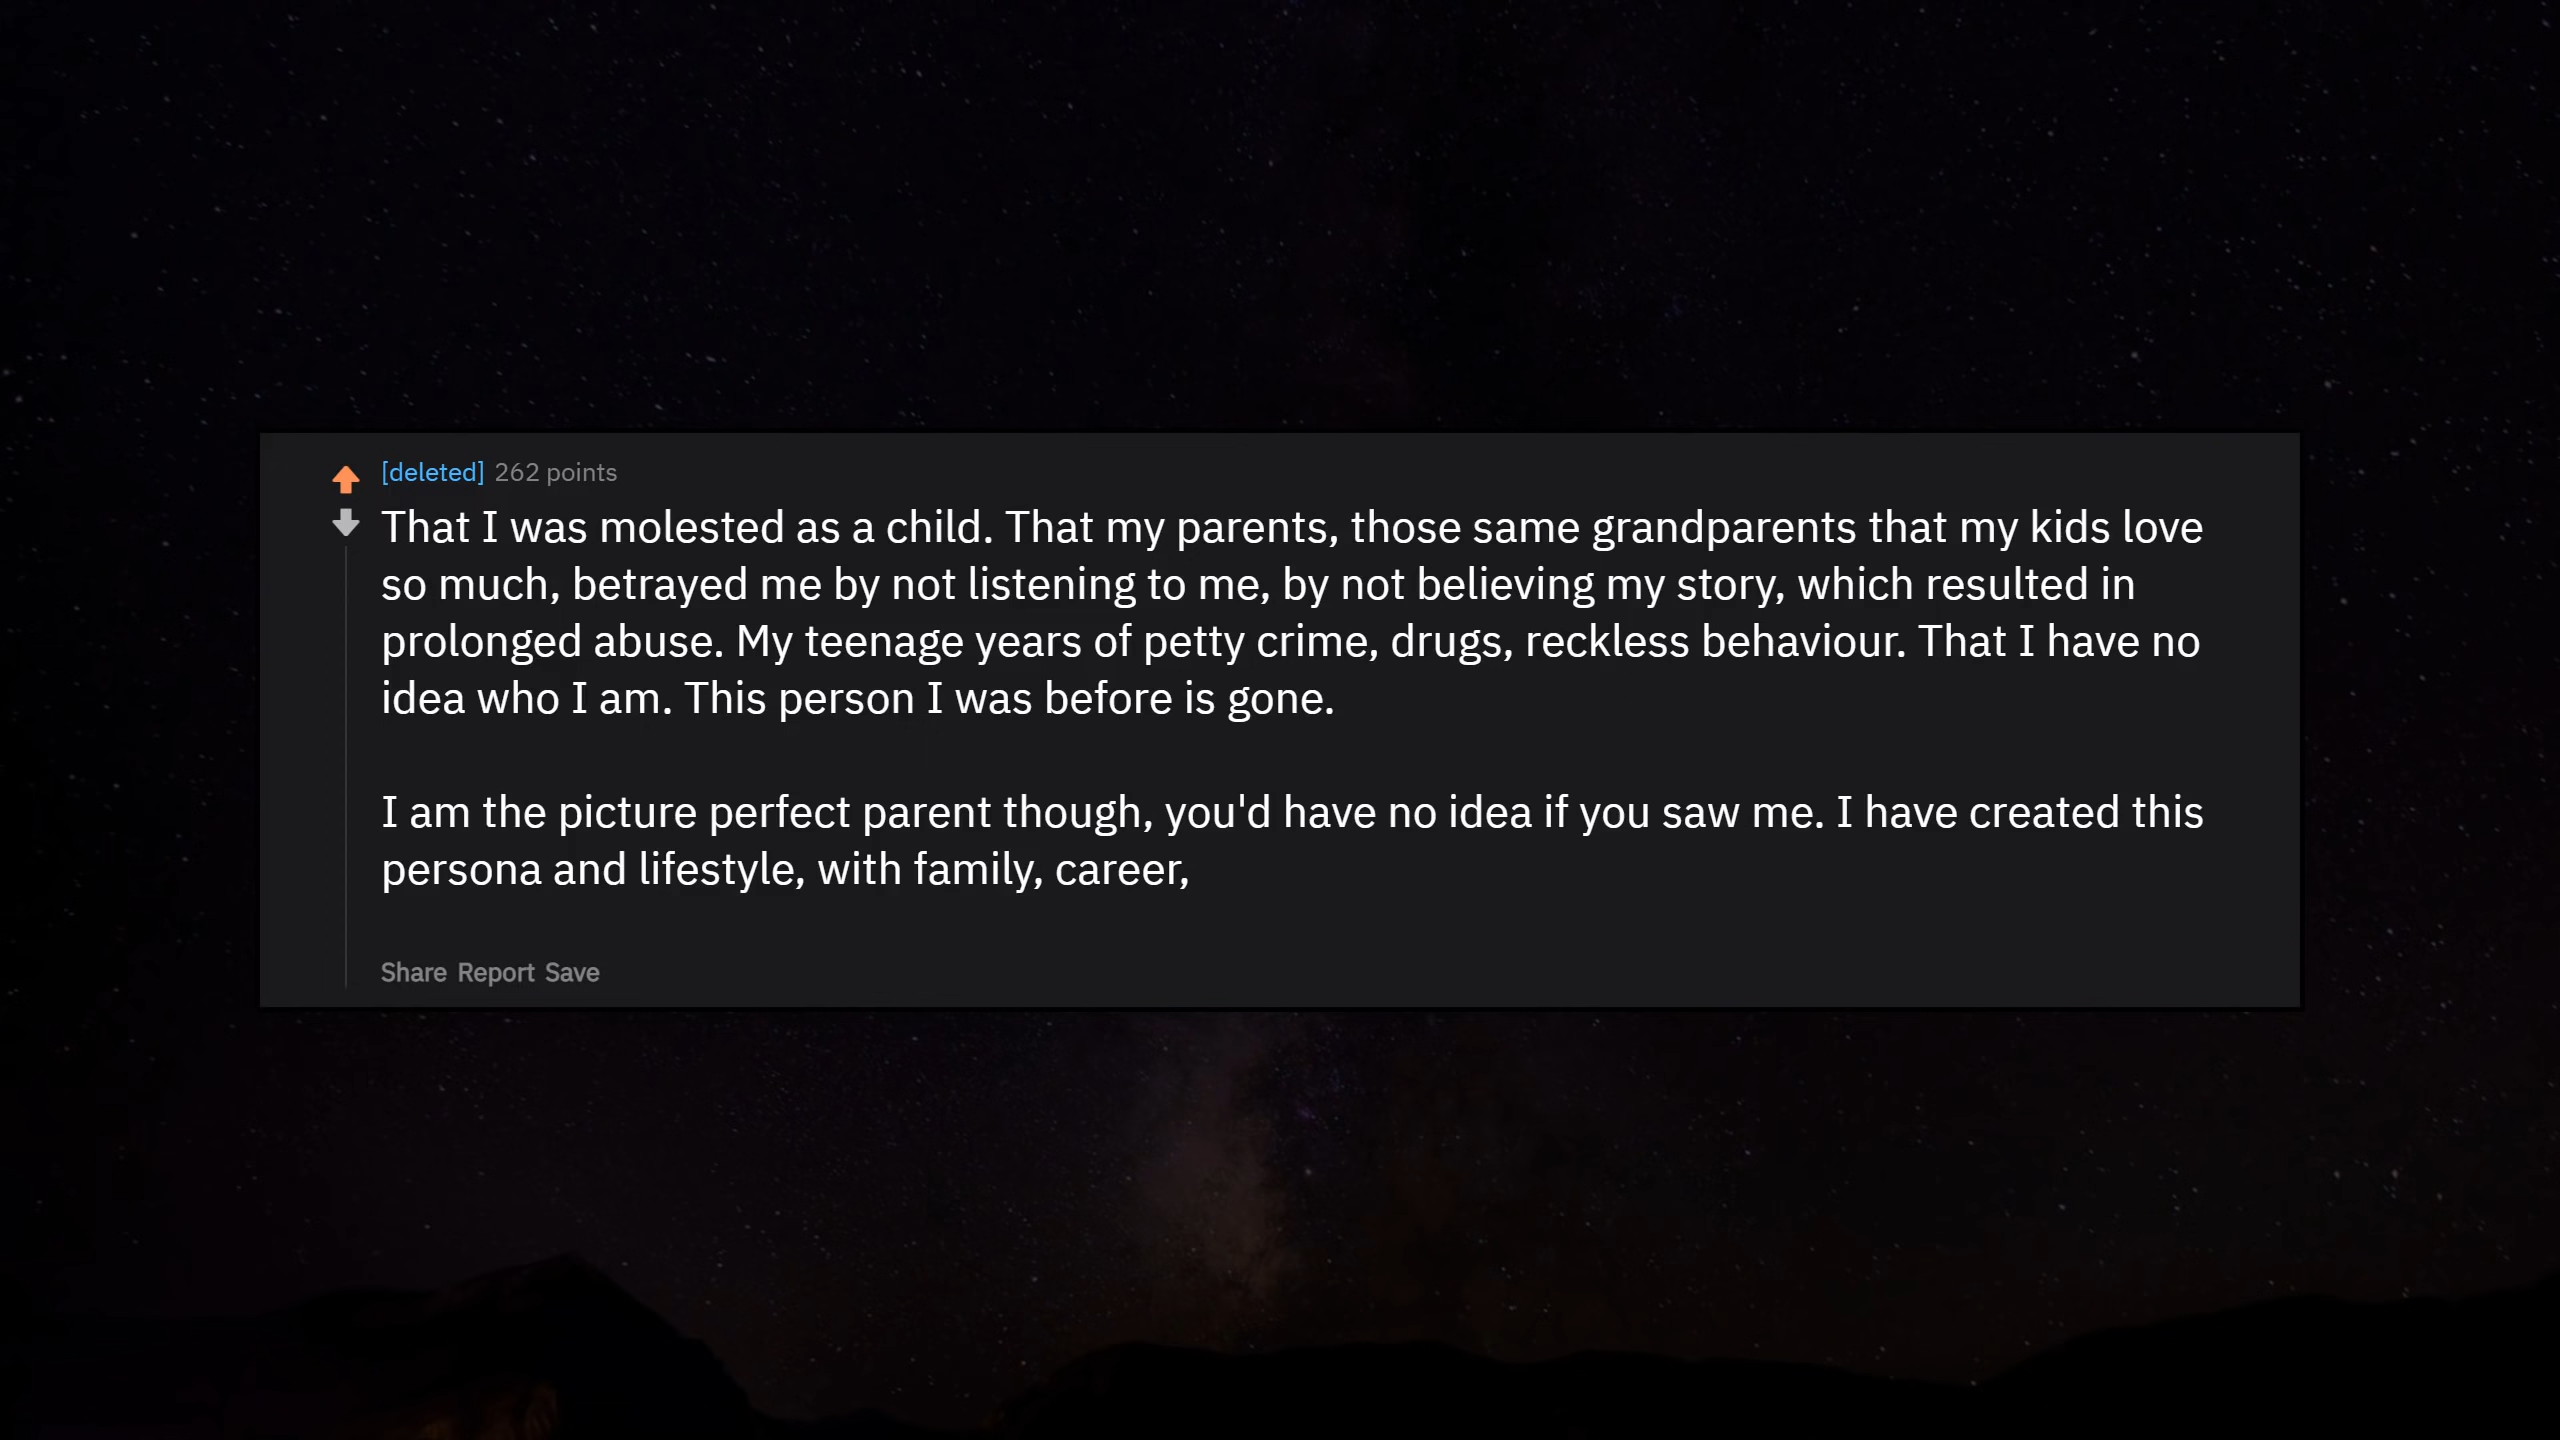 [deleted] 262 points
That I was molested as a child. That my parents, those same grandparents that my kids love
so much, betrayed me by not listening to me, by not believing my story, which resulted in
prolonged abuse. My teenage years of petty crime, drugs, reckless behaviour. That I have no
idea who I am. This person I was before is gone.
I am the picture perfect parent though, you'd have no idea if you saw me. I have created this
persona and lifestyle, with family, career,
Share Report Save